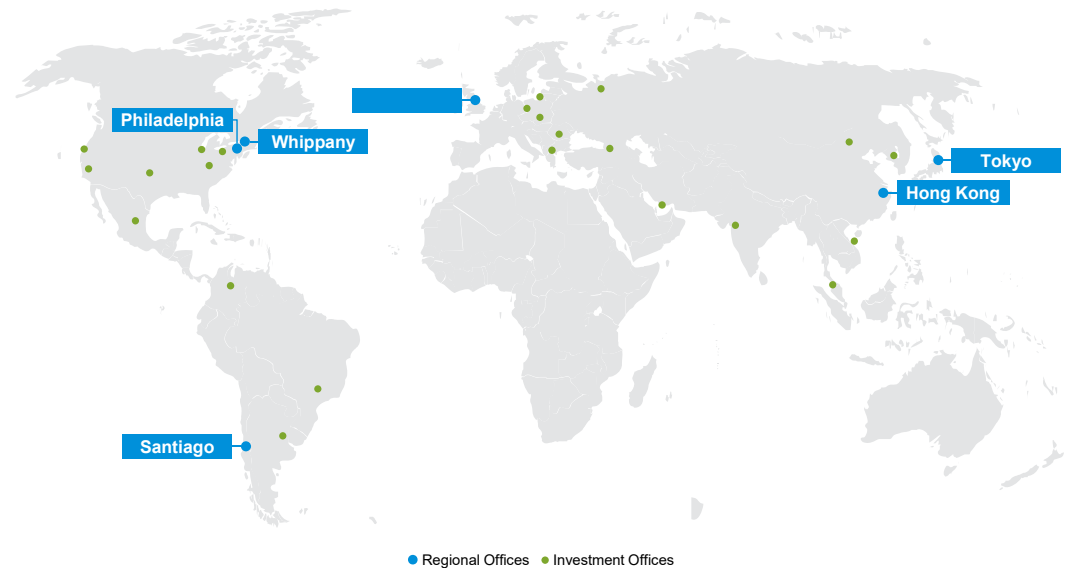 Philadelphia
Whippany
Tokyo
Hong Kong
Santiago
Regional Offices
Investment Offices